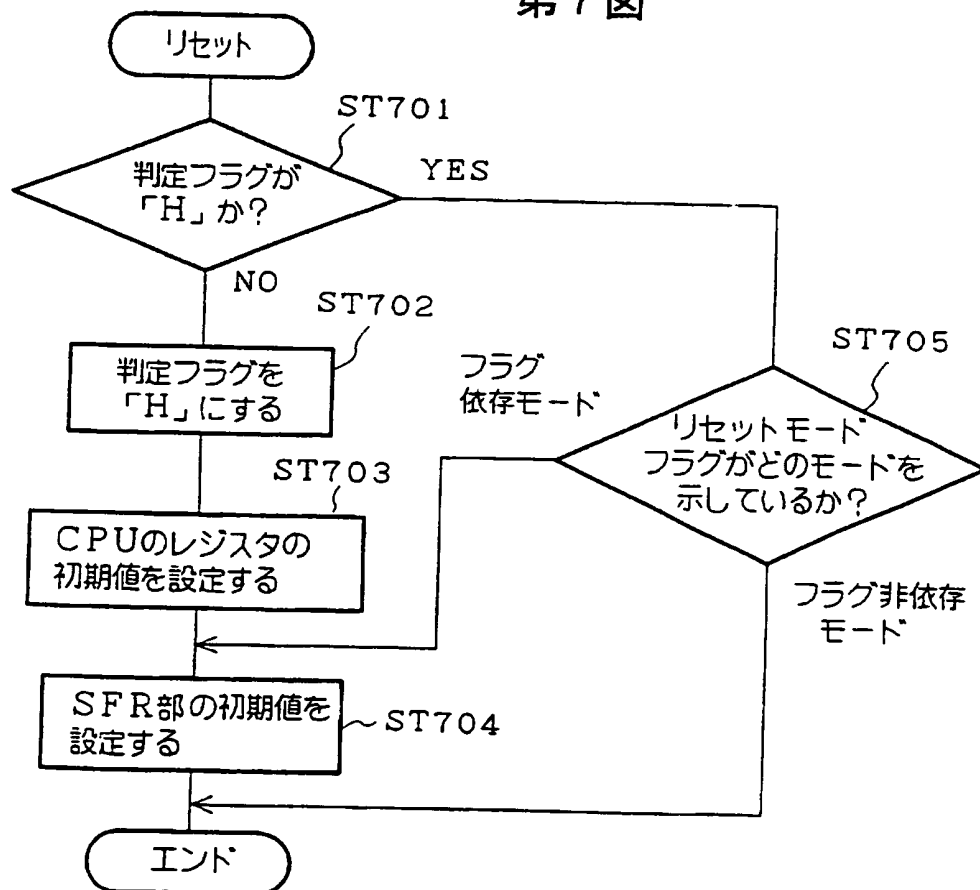 第7図
リセット
ST701
判定フラグが
「H」か?
YES
NO
ST702
判定フラグを
「H」にする
ST703
CPUのレジスタの
初期値を設定する
SFR部の初期値を
設定する
ST704
エンド
フラグ
依存モード
ST705
リセットモード
フラグがどのモードを
示しているか?
フラグ非依存
モード